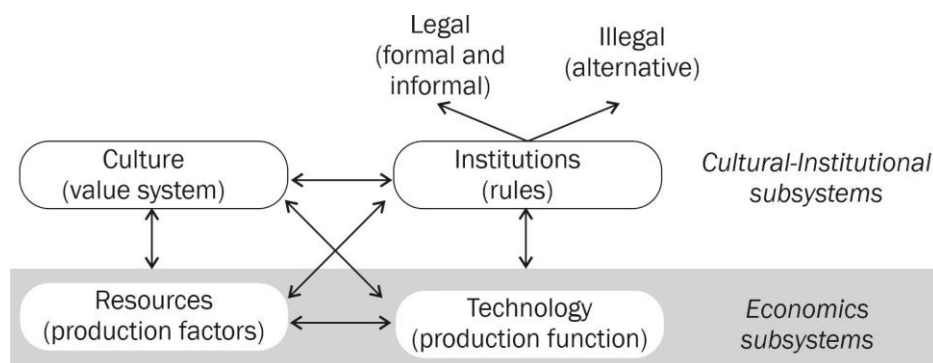 Legal
(formal and
informal)
Illegal
(alternative)
Culture
(value system)
Institutions
(rules)
Cultural-Institutional
subsystems
Resources
(production factors)
Technology
(production function)
Economics
subsystems